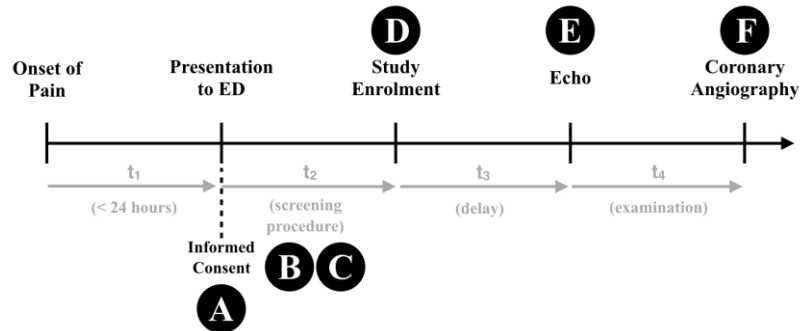 D
E
F
Onset of
Pain
Presentation
to ED
Study
Enrolment
Echo
Coronary
Angiography
t₁
t₂
t₃
t₄
(< 24 hours)
(screening
procedure)
(delay)
(examination)
Informed
Consent
A
B
C